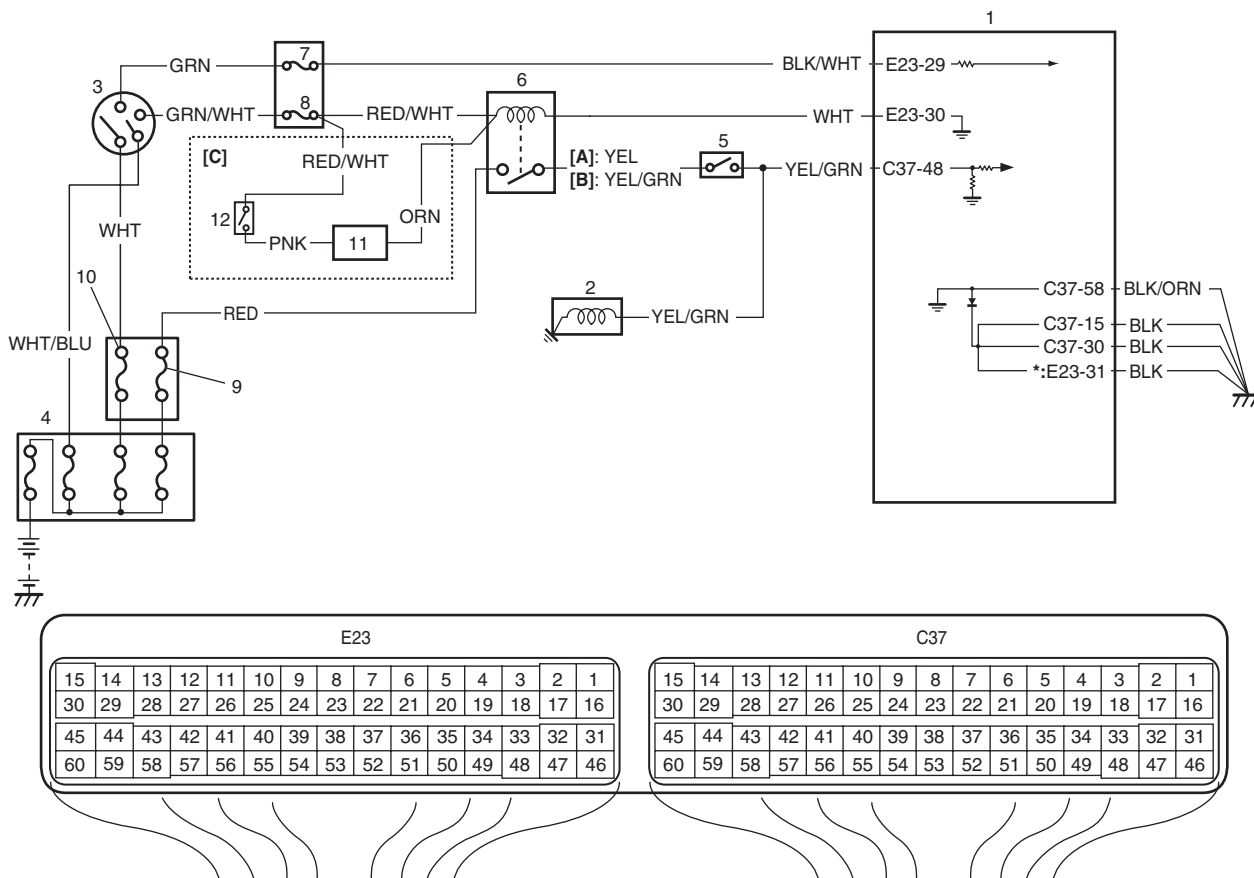 1
GRN
7
BLK/WHT
E23-29
3
6
GRN/WHT
8
RED/WHT
WHT
E23-30
[C]
RED/WHT
[A]: YEL
[B]: YEL/GRN
5
YEL/GRN
C37-48
12
ORN
PNK
11
WHT
10
2
C37-58
BLK/ORN
RED
YEL/GRN
C37-15
BLK
WHT/BLU
C37-30
BLK
9
*:E23-31
BLK
4
E23
15 14 13 12 11 10 9 8 7 6 5 4 3 2 1
30 29 28 27 26 25 24 23 22 21 20 19 18 17 16
45 44 43 42 41 40 39 38 37 36 35 34 33 32 31
60 59 58 57 56 55 54 53 52 51 50 49 48 47 46
C37
15 14 13 12 11 10 9 8 7 6 5 4 3 2 1
30 29 28 27 26 25 24 23 22 21 20 19 18 17 16
45 44 43 42 41 40 39 38 37 36 35 34 33 32 31
60 59 58 57 56 55 54 53 52 51 50 49 48 47 46